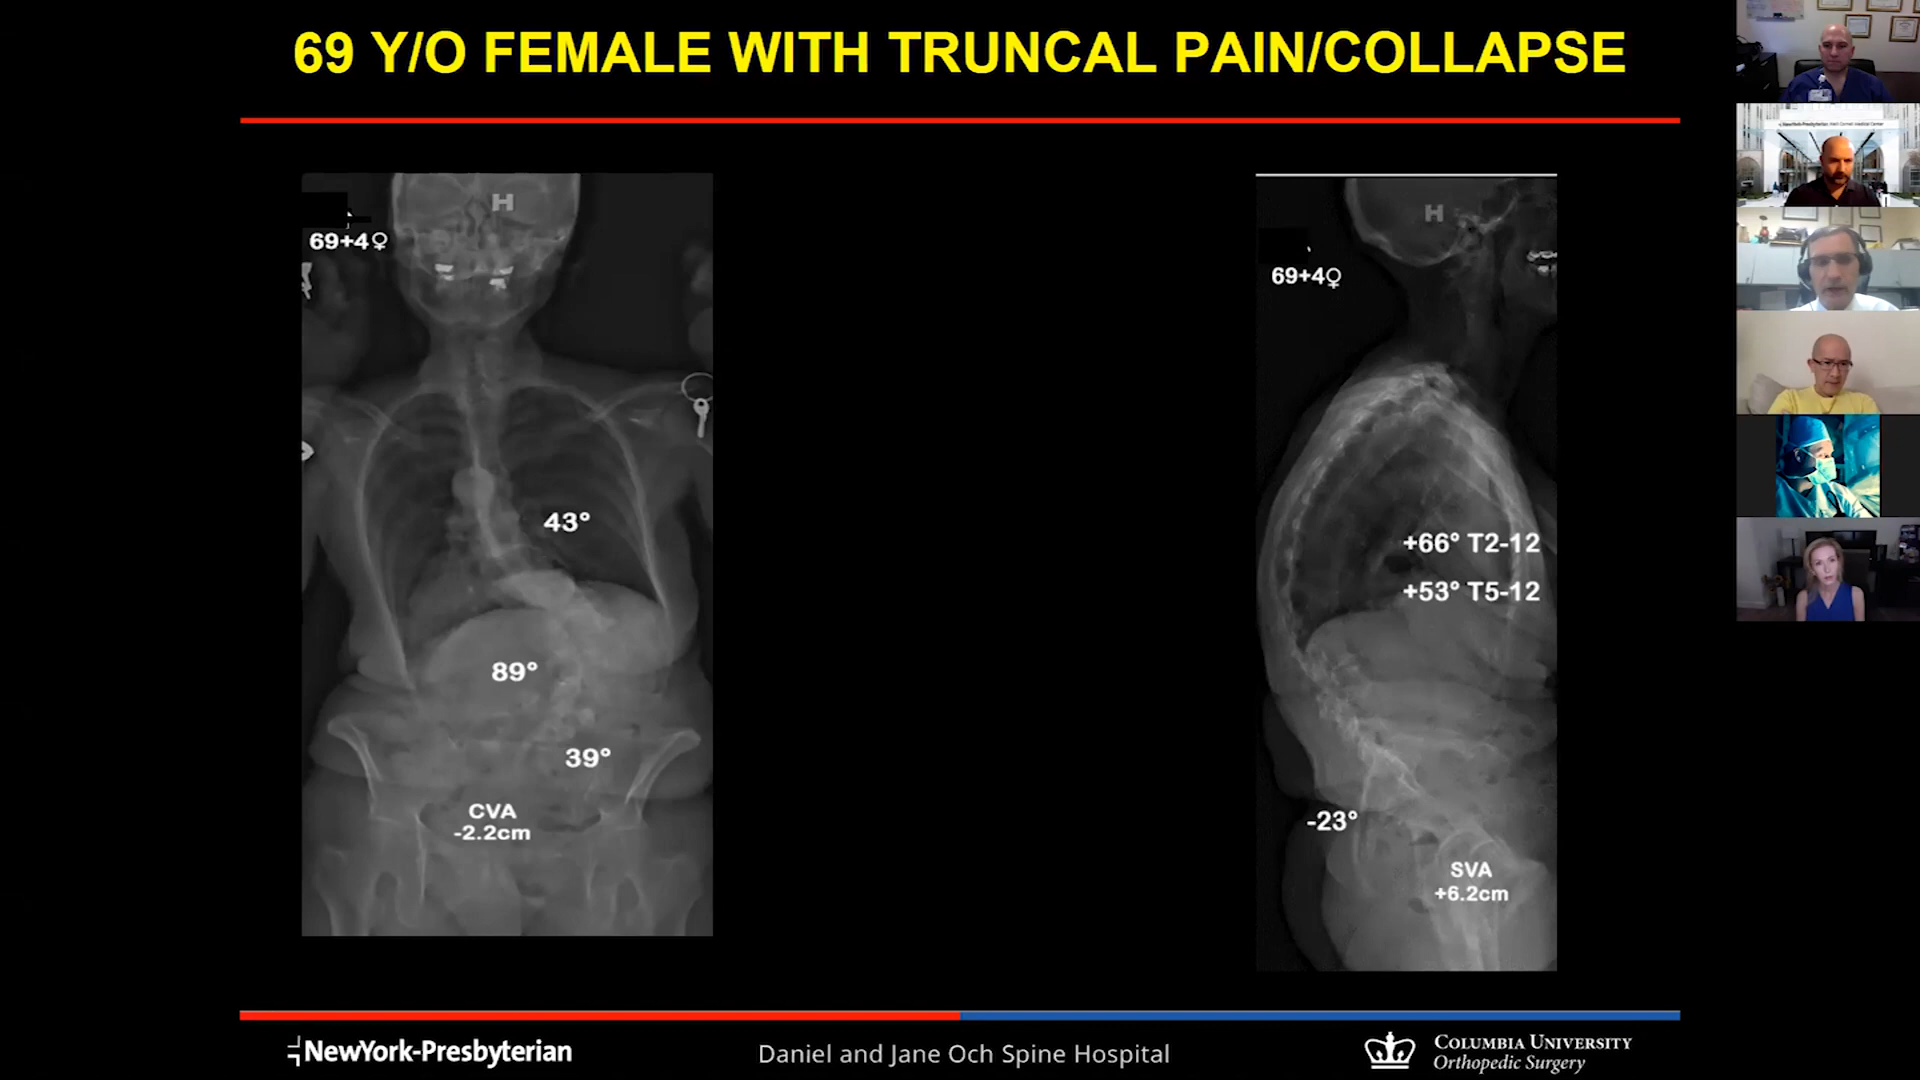 69 Y/O FEMALE WITH TRUNCAL PAIN/COLLAPSE
H
69+4♀
43°
89°
39°
CVA
-2.2cm
H
69+4♀
+66° T2-12
+53° T5-12
-23°
SVA
+6.2cm
NewYork-Presbyterian
Daniel and Jane Och Spine Hospital
COLUMBIA UNIVERSITY
Orthopedic Surgery